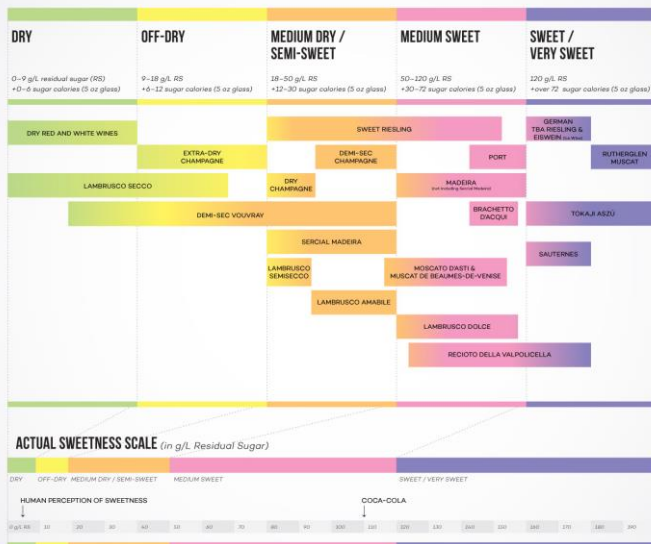 DRY
OFF-DRY
MEDIUM DRY /
SEMI-SWEET
MEDIUM SWEET
SWEET /
VERY SWEET
0–9 g/L residual sugar (RS)
+0–6 sugar calories (5 oz glass)
9–18 g/L RS
+6–12 sugar calories (5 oz glass)
18–50 g/L RS
+12–30 sugar calories (5 oz glass)
50–120 g/L RS
+30–72 sugar calories (5 oz glass)
120 g/L RS
+over 72 sugar calories (5 oz glass)
DRY RED AND WHITE WINES
SWEET RIESLING
GERMAN
TBA RIESLING &
EISWEIN
EXTRA-DRY
CHAMPAGNE
DEMI-SEC
CHAMPAGNE
PORT
RUTHERGLEN
MUSCAT
LAMBRUSCO SECCO
DRY
CHAMPAGNE
MADEIRA
(not including Sercial Madeira)
DEMI-SEC VOUVRAY
BRACHETTO
D'ACQUI
TOKAJI ASZÚ
SERCIAL MADEIRA
SAUTERNES
LAMBRUSCO
SEMISECCO
MOSCATO D'ASTI &
MUSCAT DE BEAUMES-DE-VENISE
LAMBRUSCO AMABILE
LAMBRUSCO DOLCE
RECIOTO DELLA VALPOLICELLA
ACTUAL SWEETNESS SCALE (in g/L Residual Sugar)
DRY OFF-DRY MEDIUM DRY / SEMI-SWEET MEDIUM SWEET SWEET / VERY SWEET
HUMAN PERCEPTION OF SWEETNESS COCA-COLA
0 g/L RS 10 20 30 40 50 60 70 80 90 100 110 120 130 140 150 160 170 180 190